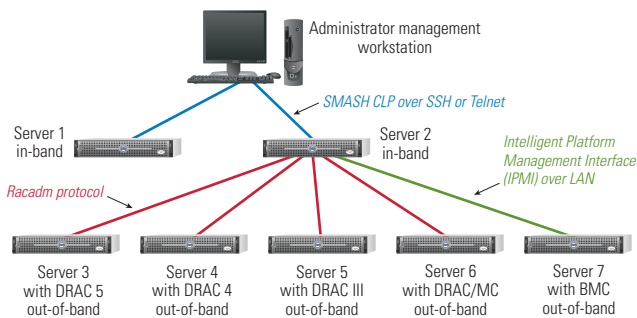 Administrator management
workstation
SMASH CLP over SSH or Telnet
Server 1
in-band
Server 2
in-band
Intelligent Platform
Management Interface
(IPMI) over LAN
Racadm protocol
Server 3
with DRAC 5
out-of-band
Server 4
with DRAC 4
out-of-band
Server 5
with DRAC III
out-of-band
Server 6
with DRAC/MC
out-of-band
Server 7
with BMC
out-of-band